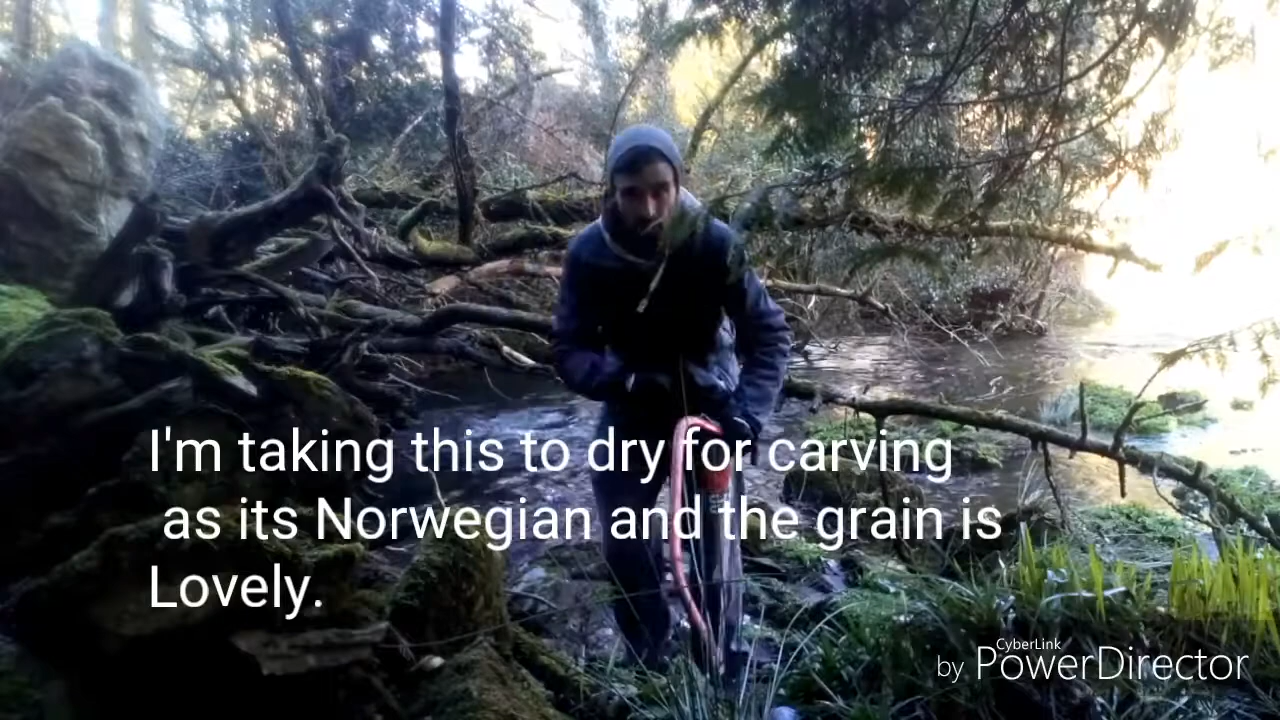 I'm taking this to dry for carving
as its Norwegian and the grain is
Lovely.
CyberLink
by PowerDirector